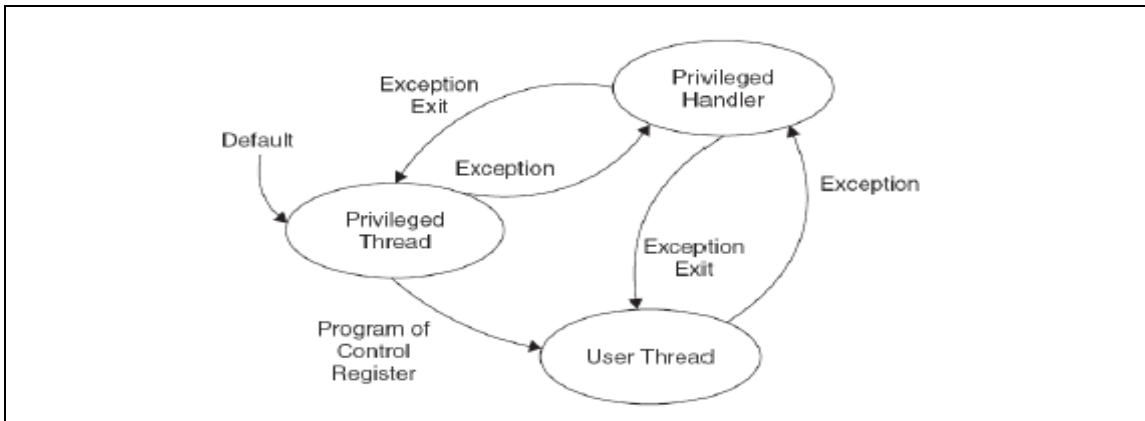 Privileged
Handler
Exception
Exit
Default
Exception
Exception
Privileged
Thread
Exception
Exit
Program of
Control
Register
User Thread